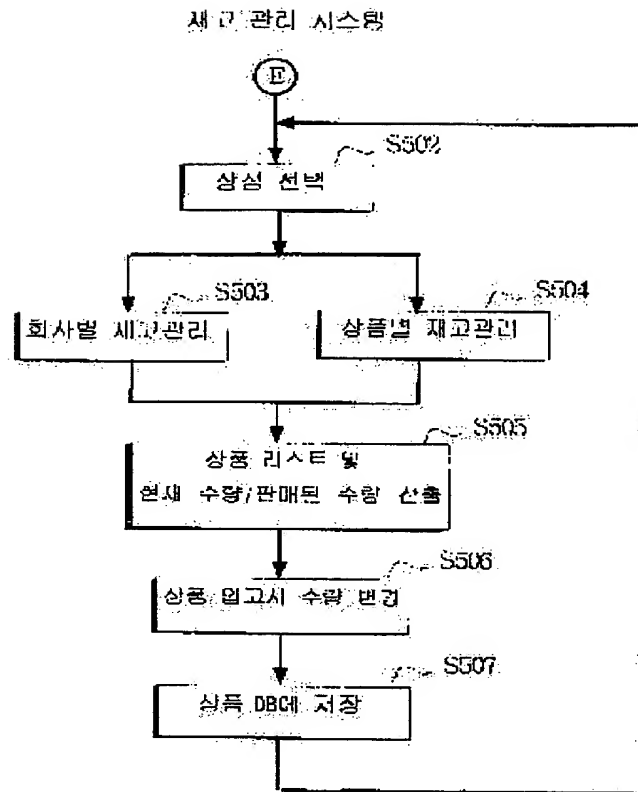 재고 관리 시스템
E
S502
상점 선택
S503
S504
회사별 재고관리
상품별 재고관리
S505
상품 리스트 및
현재 수량/판매된 수량 산출
S506
상품 입고시 수량 변경
S507
상품 DB에 저장